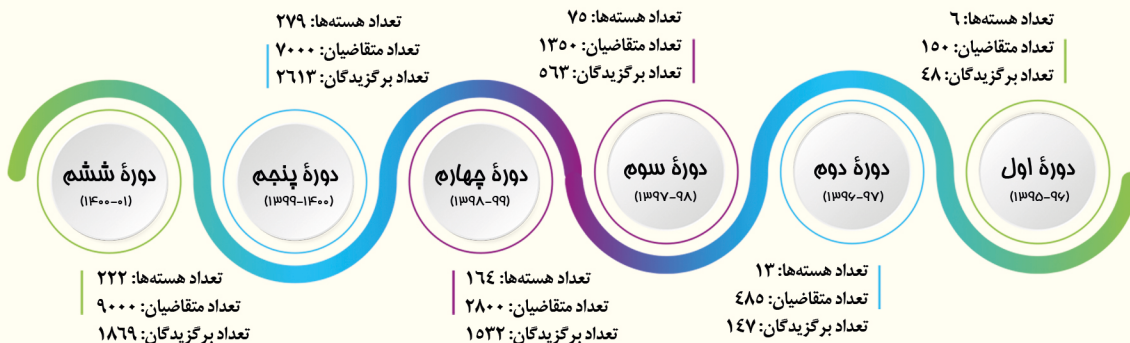 دورهٔ اول
(۱۳۹۵-۹۶)
تعداد هسته‌ها: ۶
تعداد متقاضیان: ۱۵۰
تعداد برگزیدگان: ۴۸
دورهٔ دوم
(۱۳۹۶-۹۷)
تعداد هسته‌ها: ۱۳
تعداد متقاضیان: ۴۸۵
تعداد برگزیدگان: ۱۴۷
دورهٔ سوم
(۱۳۹۷-۹۸)
تعداد هسته‌ها: ۷۵
تعداد متقاضیان: ۱۳۵۰
تعداد برگزیدگان: ۵۶۳
دورهٔ چهارم
(۱۳۹۸-۹۹)
تعداد هسته‌ها: ۱۶۴
تعداد متقاضیان: ۲۸۰۰
تعداد برگزیدگان: ۱۵۳۲
دورهٔ پنجم
(۱۳۹۹-۱۴۰۰)
تعداد هسته‌ها: ۲۷۹
تعداد متقاضیان: ۷۰۰۰
تعداد برگزیدگان: ۲۶۱۳
دورهٔ ششم
(۱۴۰۰-۰۱)
تعداد هسته‌ها: ۲۲۲
تعداد متقاضیان: ۹۰۰۰
تعداد برگزیدگان: ۱۸۶۹